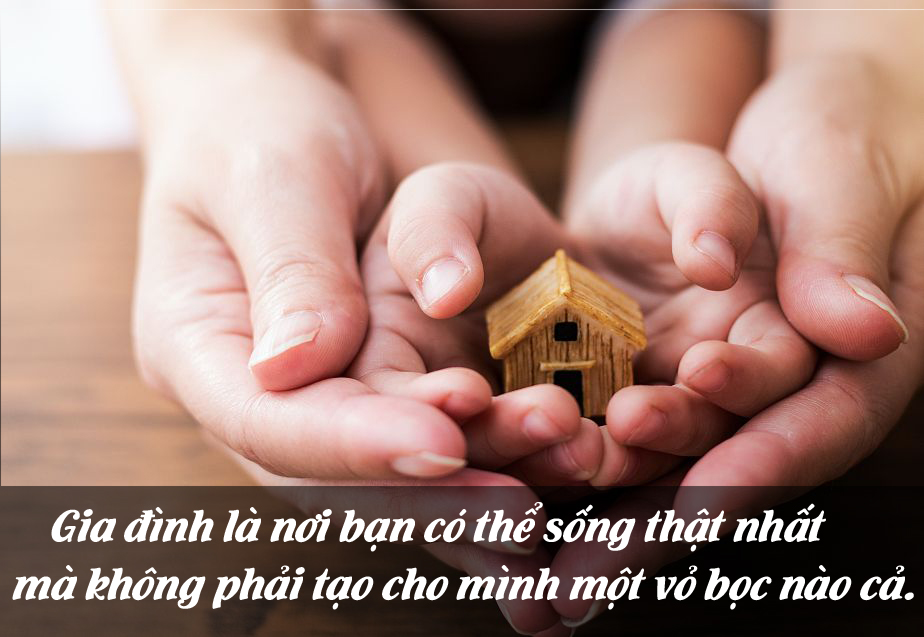 Gia đình là nơi bạn có thể sống thật nhất
mà không phải tạo cho mình một vỏ bọc nào cả.